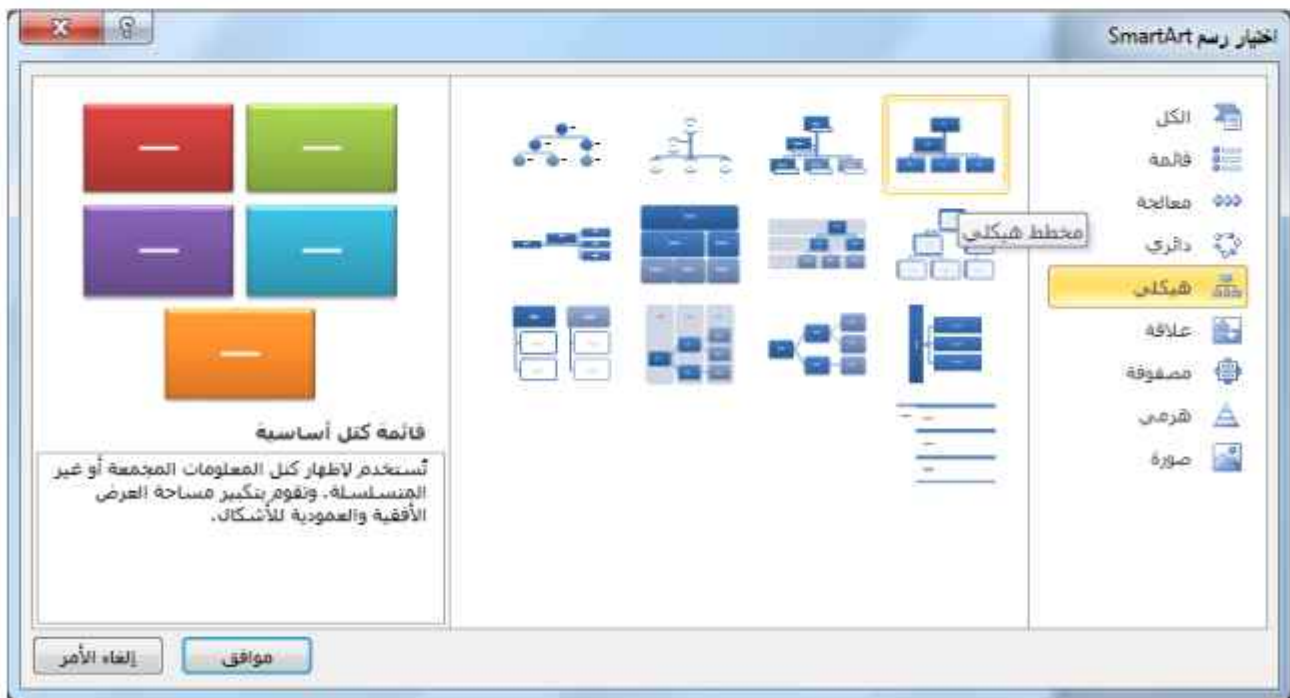 اختيار رسم SmartArt
الكل
قائمة
معالجة
دائري
هيكلي
علاقة
مصفوفة
هرمي
صورة
مخطط هيكلي
قائمة كتل أساسية
تُستخدم لإظهار كتل المعلومات المجمعة أو غير
المتسلسلة. وتقوم بتكبير مساحة العرض
الأفقية والعمودية للأشكال.
موافق
إلغاء الأمر